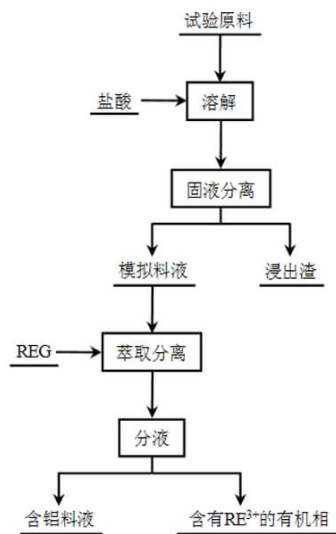 试验原料
盐酸
溶解
固液分离
模拟料液
浸出渣
REG
萃取分离
分液
含铝料液
含有RE³⁺的有机相